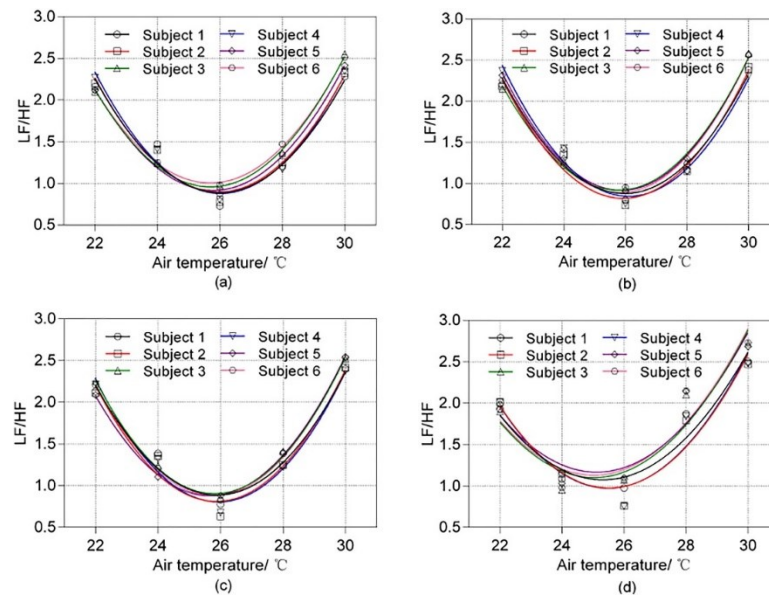 3.0
2.5
2.0
1.5
1.0
0.5
LF/HF
Subject 1 Subject 4
Subject 2 Subject 5
Subject 3 Subject 6
22 24 26 28 30
Air temperature/ ℃
(a)
3.0
2.5
2.0
1.5
1.0
0.5
LF/HF
Subject 1 Subject 4
Subject 2 Subject 5
Subject 3 Subject 6
22 24 26 28 30
Air temperature/ ℃
(b)
3.0
2.5
2.0
1.5
1.0
0.5
LF/HF
Subject 1 Subject 4
Subject 2 Subject 5
Subject 3 Subject 6
22 24 26 28 30
Air temperature/ ℃
(c)
3.0
2.5
2.0
1.5
1.0
0.5
LF/HF
Subject 1 Subject 4
Subject 2 Subject 5
Subject 3 Subject 6
22 24 26 28 30
Air temperature/ ℃
(d)